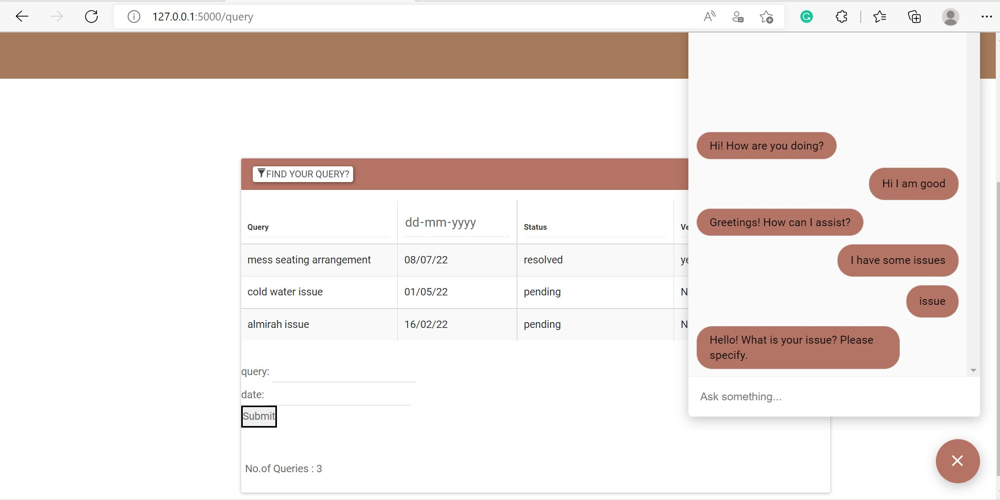 127.0.0.1:5000/query
FIND YOUR QUERY?
Query dd-mm-yyyy Status Ve
mess seating arrangement 08/07/22 resolved ye
cold water issue 01/05/22 pending N
almirah issue 16/02/22 pending N
query:
date:
Submit
No.of Queries : 3
Hi! How are you doing?
Hi I am good
Greetings! How can I assist?
I have some issues
issue
Hello! What is your issue? Please
specify.
Ask something...